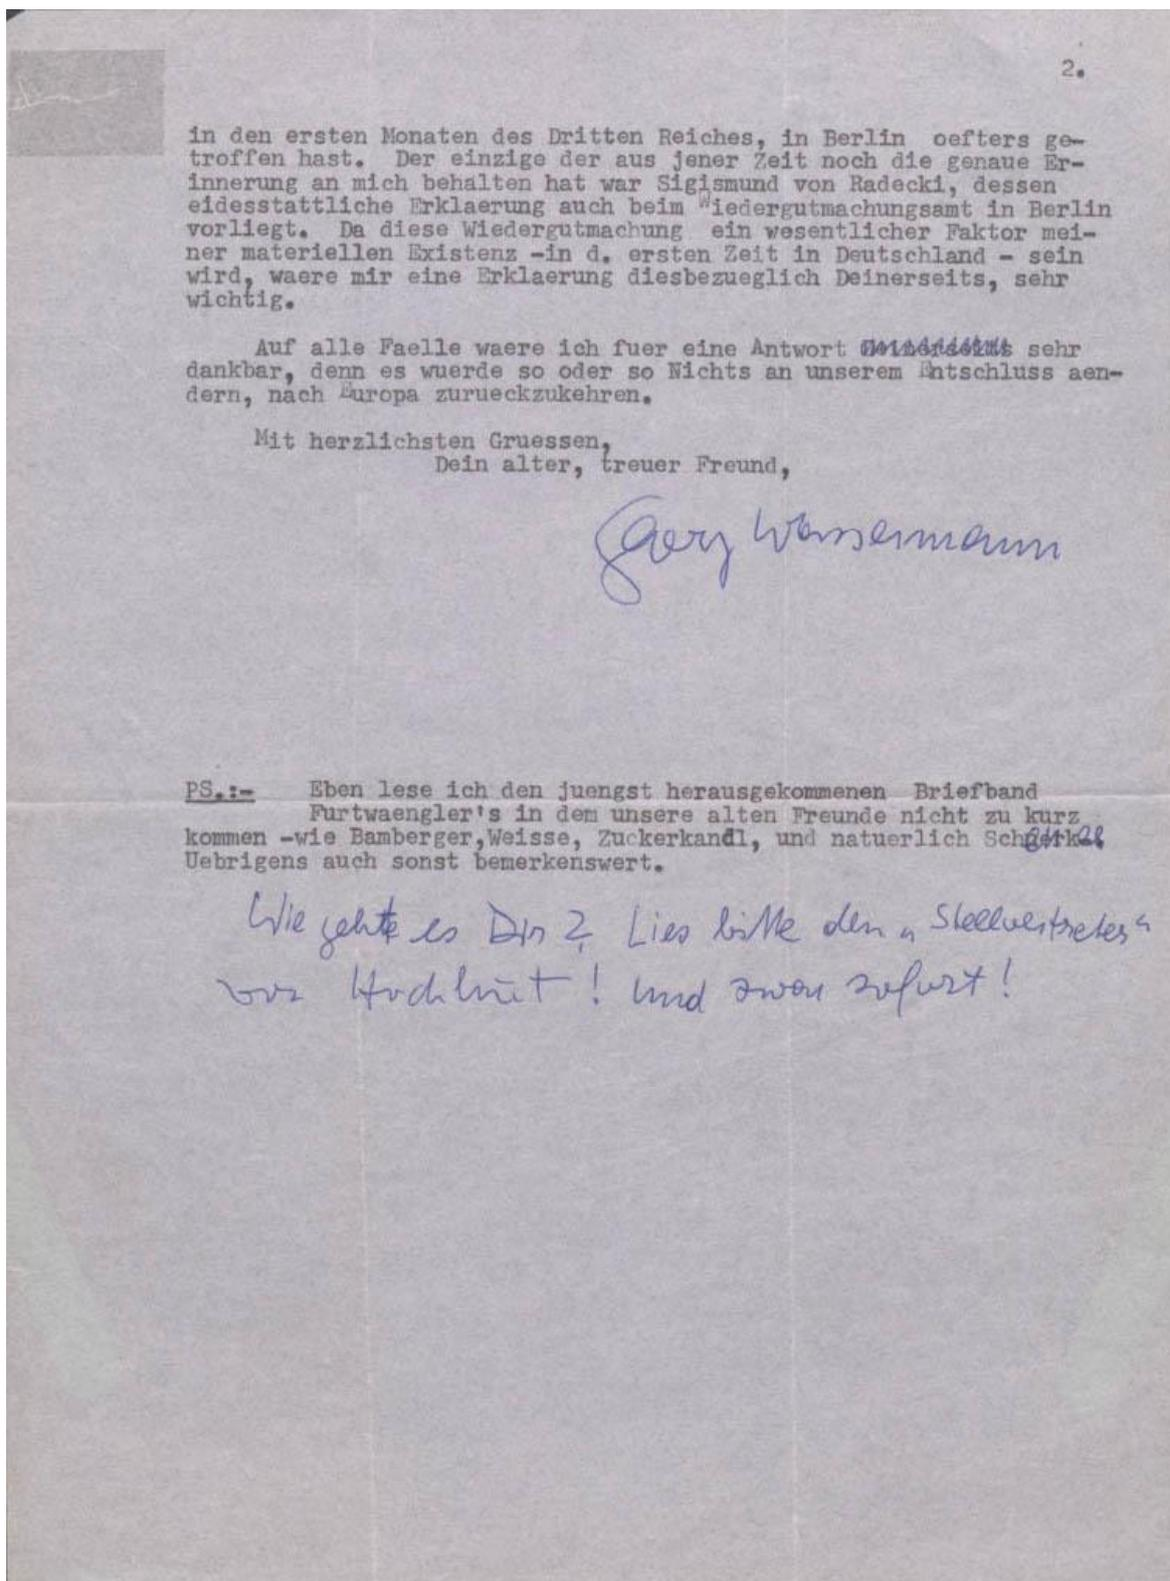 2.
in den ersten Monaten des Dritten Reiches, in Berlin oefters ge-
troffen hast. Der einzige der aus jener Zeit noch die genaue Er-
innerung an mich behalten hat war Sigismund von Radecki, dessen
eidesstattliche Erklaerung auch beim Wiedergutmachungsamt in Berlin
vorliegt. Da diese Wiedergutmachung ein wesentlicher Faktor mei-
ner materiellen Existenz -in d. ersten Zeit in Deutschland - sein
wird, waere mir eine Erklaerung diesbezueglich Deinerseits, sehr
wichtig.
Auf alle Faelle waere ich fuer eine Antwort sehr
dankbar, denn es wuerde so oder so Nichts an unserem Entschluss aen-
dern, nach Europa zurueckzukehren.
Mit herzlichsten Gruessen,
Dein alter, treuer Freund,
Wassermann
PS.:- Eben lese ich den juengst herausgekommenen Briefband
Furtwaengler's in dem unsere alten Freunde nicht zu kurz
kommen -wie Bamberger,Weisse, Zuckerkandl, und natuerlich
Uebrigens auch sonst bemerkenswert.
Wie geht es Dir? Lies bitte den „Stellvertreter"
von Hochhut! Und zwar sofort!